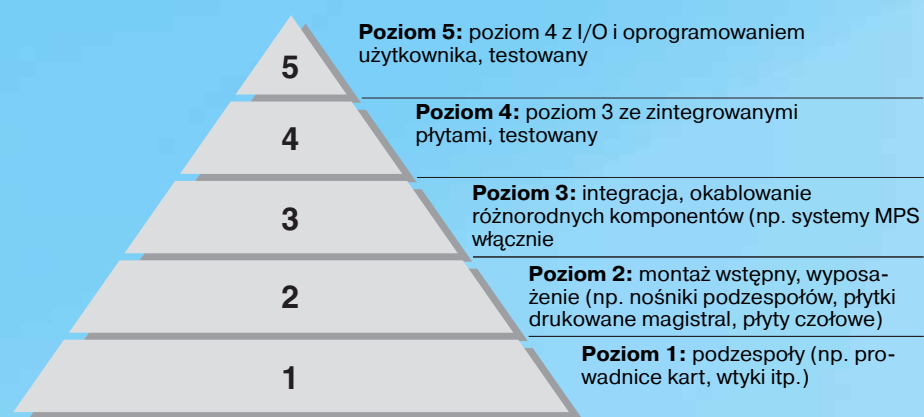 5
Poziom 5: poziom 4 z I/O i oprogramowaniem
użytkownika, testowany
4
Poziom 4: poziom 3 ze zintegrowanymi
płytami, testowany
3
Poziom 3: integracja, okablowanie
różnorodnych komponentów (np. systemy MPS
włącznie
2
Poziom 2: montaż wstępny, wyposa-
żenie (np. nośniki podzespołów, płytki
drukowane magistral, płyty czołowe)
1
Poziom 1: podzespoły (np. pro-
wadnice kart, wtyki itp.)